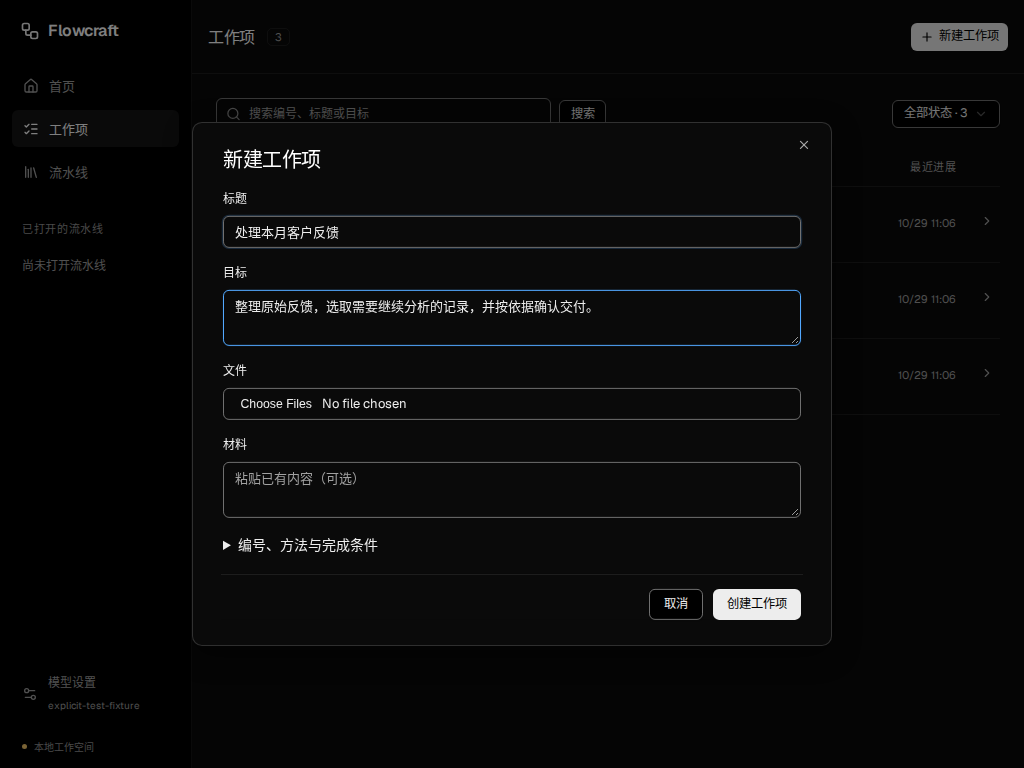 Flowcraft
首页
工作项
流水线
已打开的流水线
尚未打开流水线
模型设置
explicit-test-fixture
本地工作空间
工作项 3
新建工作项
搜索编号、标题或目标
搜索
全部状态 · 3
最近进展
10/29 11:06
10/29 11:06
10/29 11:06
新建工作项
标题
处理本月客户反馈
目标
整理原始反馈，选取需要继续分析的记录，并按依据确认交付。
文件
Choose Files No file chosen
材料
粘贴已有内容（可选）
编号、方法与完成条件
取消
创建工作项